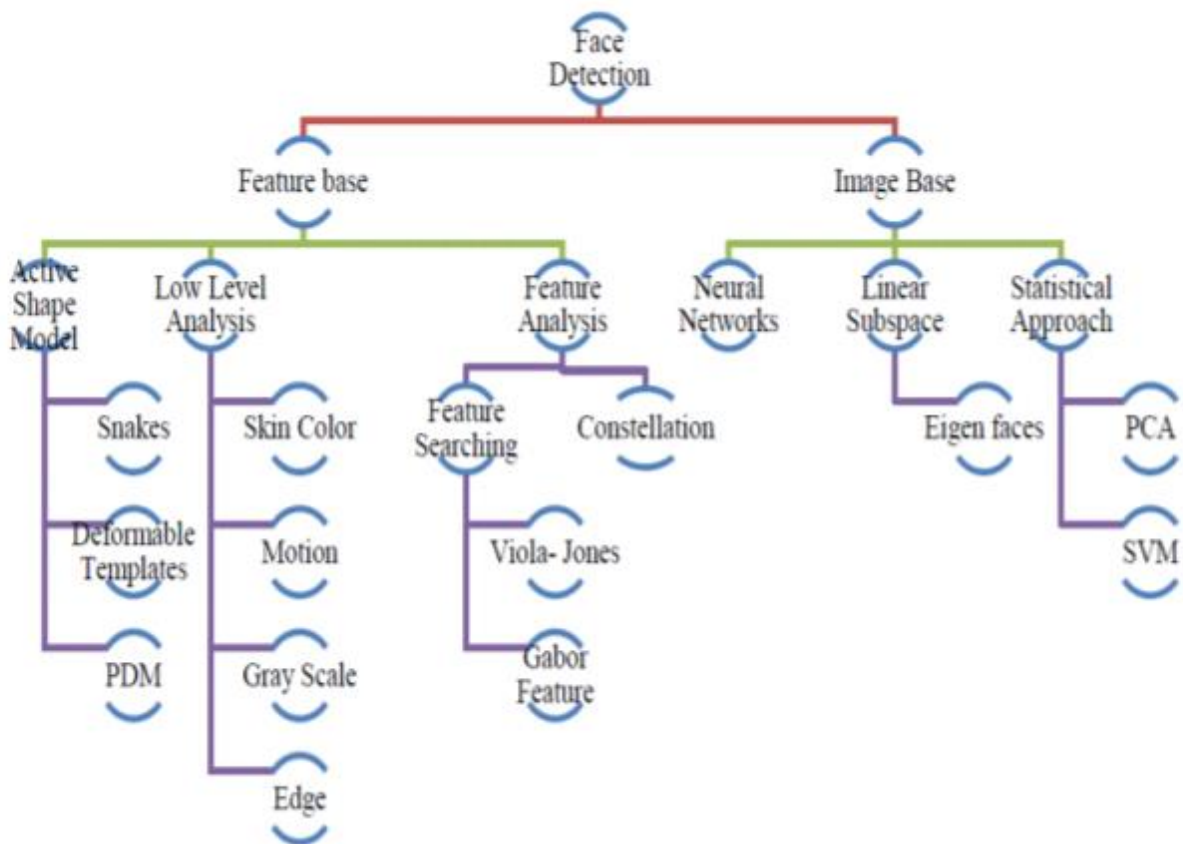 Face
Detection
Feature base
Image Base
Active
Shape
Model
Low Level
Analysis
Feature
Analysis
Neural
Networks
Linear
Subspace
Statistical
Approach
Snakes
Skin Color
Feature
Searching
Constellation
Eigen faces
PCA
Deformable
Templates
Motion
Viola- Jones
SVM
PDM
Gray Scale
Gabor
Feature
Edge